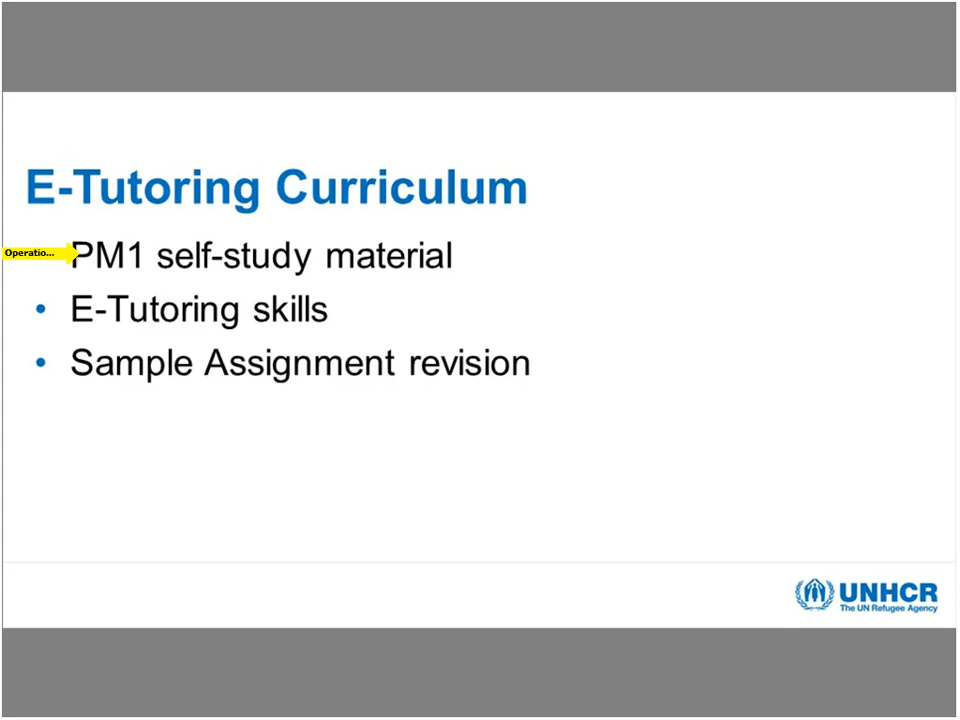 E-Tutoring Curriculum
Operatio...
PM1 self-study material
• E-Tutoring skills
• Sample Assignment revision
UNHCR
The UN Refugee Agency